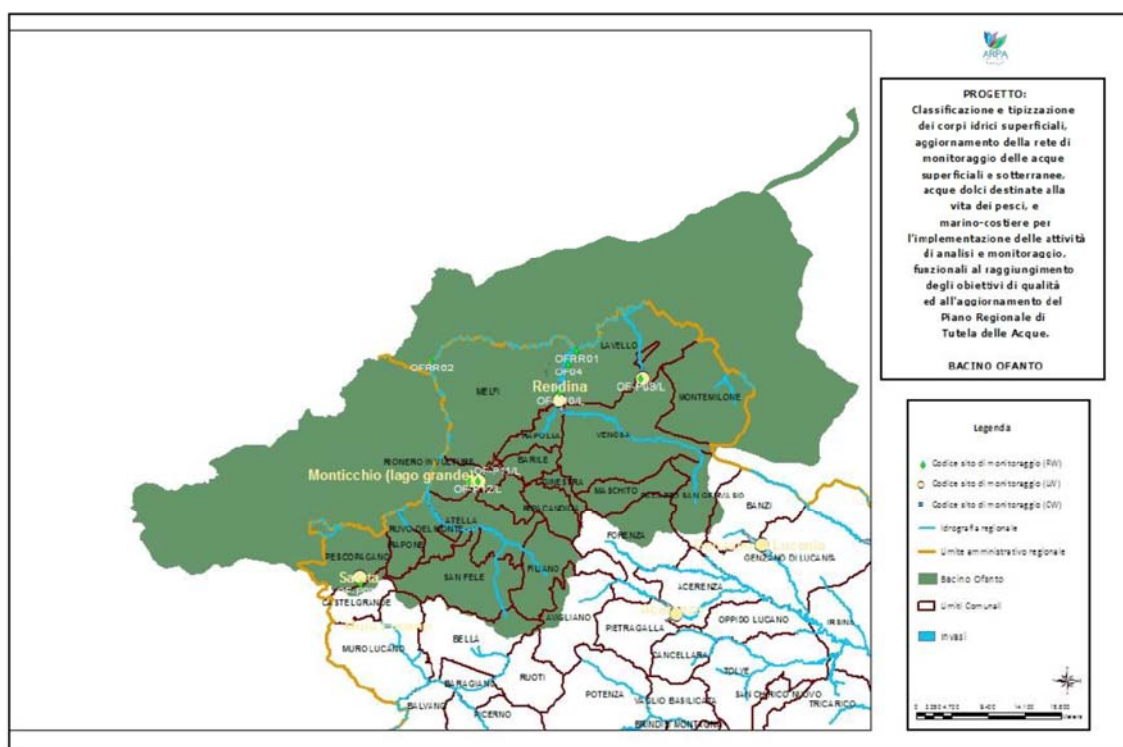 ARPA
PROGETTO:
Classificazione e tipizzazione
dei corpi idrici superficiali,
aggiornamento della rete di
monitoraggio delle acque
superficiali e sotterranee,
acque dolci destinate alla
vita dei pesci, e
marino-costiere per
l'implementazione delle attività
di analisi e monitoraggio,
funzionali al raggiungimento
degli obiettivi di qualità
ed all'aggiornamento del
Piano Regionale di
Tutela delle Acque.
BACINO OFANTO
LAVELLO
OFRR01
OFRR02
OF04
MELFI
Rendina
MONTEMILONE
RAPOLLA
VENOSA
BARILE
RIONERO IN VULTURE
Monticchio (lago grande)
GINESTRA
MASCHITO
RIPACANDIDA
BANZI
ATELLA
RUVO DEL MONTE
FORENZA
RAPONE
PESCOPAGANO
GENZANO DI LUCANIA
FILIANO
SAN FELE
ACERENZA
CASTELGRANDE
AVIGLIANO
PIETRAGALLA
OPPIDO LUCANO
IRSINA
BELLA
MURO LUCANO
CANCELLARA
TOLVE
RUOTI
BARAGIANO
POTENZA
VAGLIO BASILICATA
SAN CHIRICO NUOVO
TRICARICO
BALVANO
PICERNO
BRINDISI MONTAGNA
Legenda
Codice sito di monitoraggio (RW)
Codice sito di monitoraggio (LW)
Codice sito di monitoraggio (CW)
Idrografia regionale
Limite amministrativo regionale
Bacino Ofanto
Limiti Comunali
Invasi